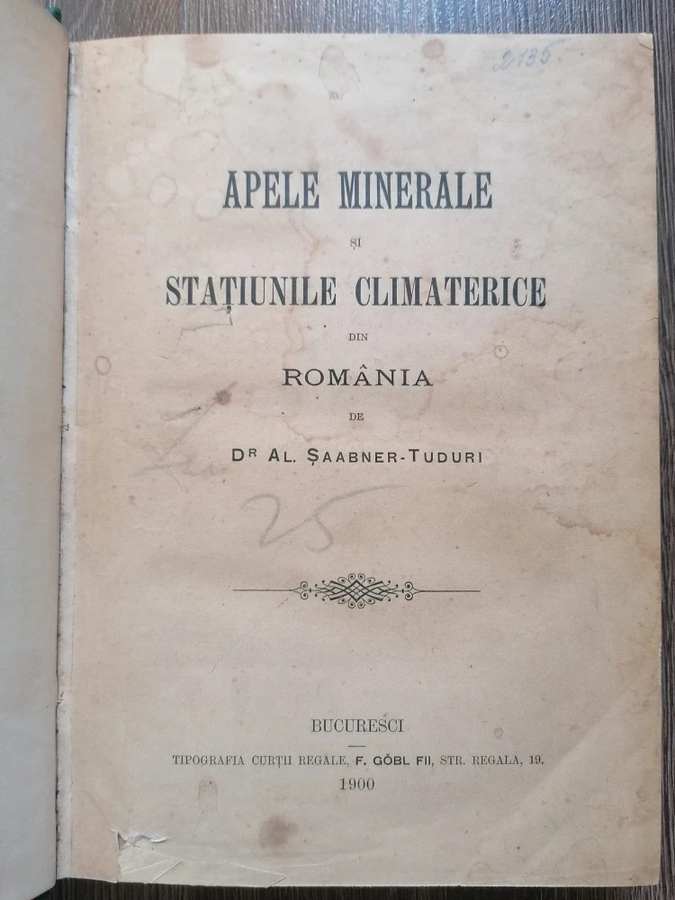 2135
APELE MINERALE
ȘI
STAȚIUNILE CLIMATERICE
DIN
ROMÂNIA
DE
Dʀ AL. ȘAABNER-TUDURI
25
BUCURESCI
TIPOGRAFIA CURȚII REGALE, F. GÖBL FII, STR. REGALA, 19.
1900